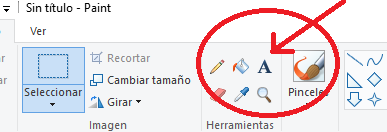 Sin título - Paint
Ver
Recortar
Cambiar tamaño
Seleccionar
Girar
A
Pinceles
Imagen
Herramientas